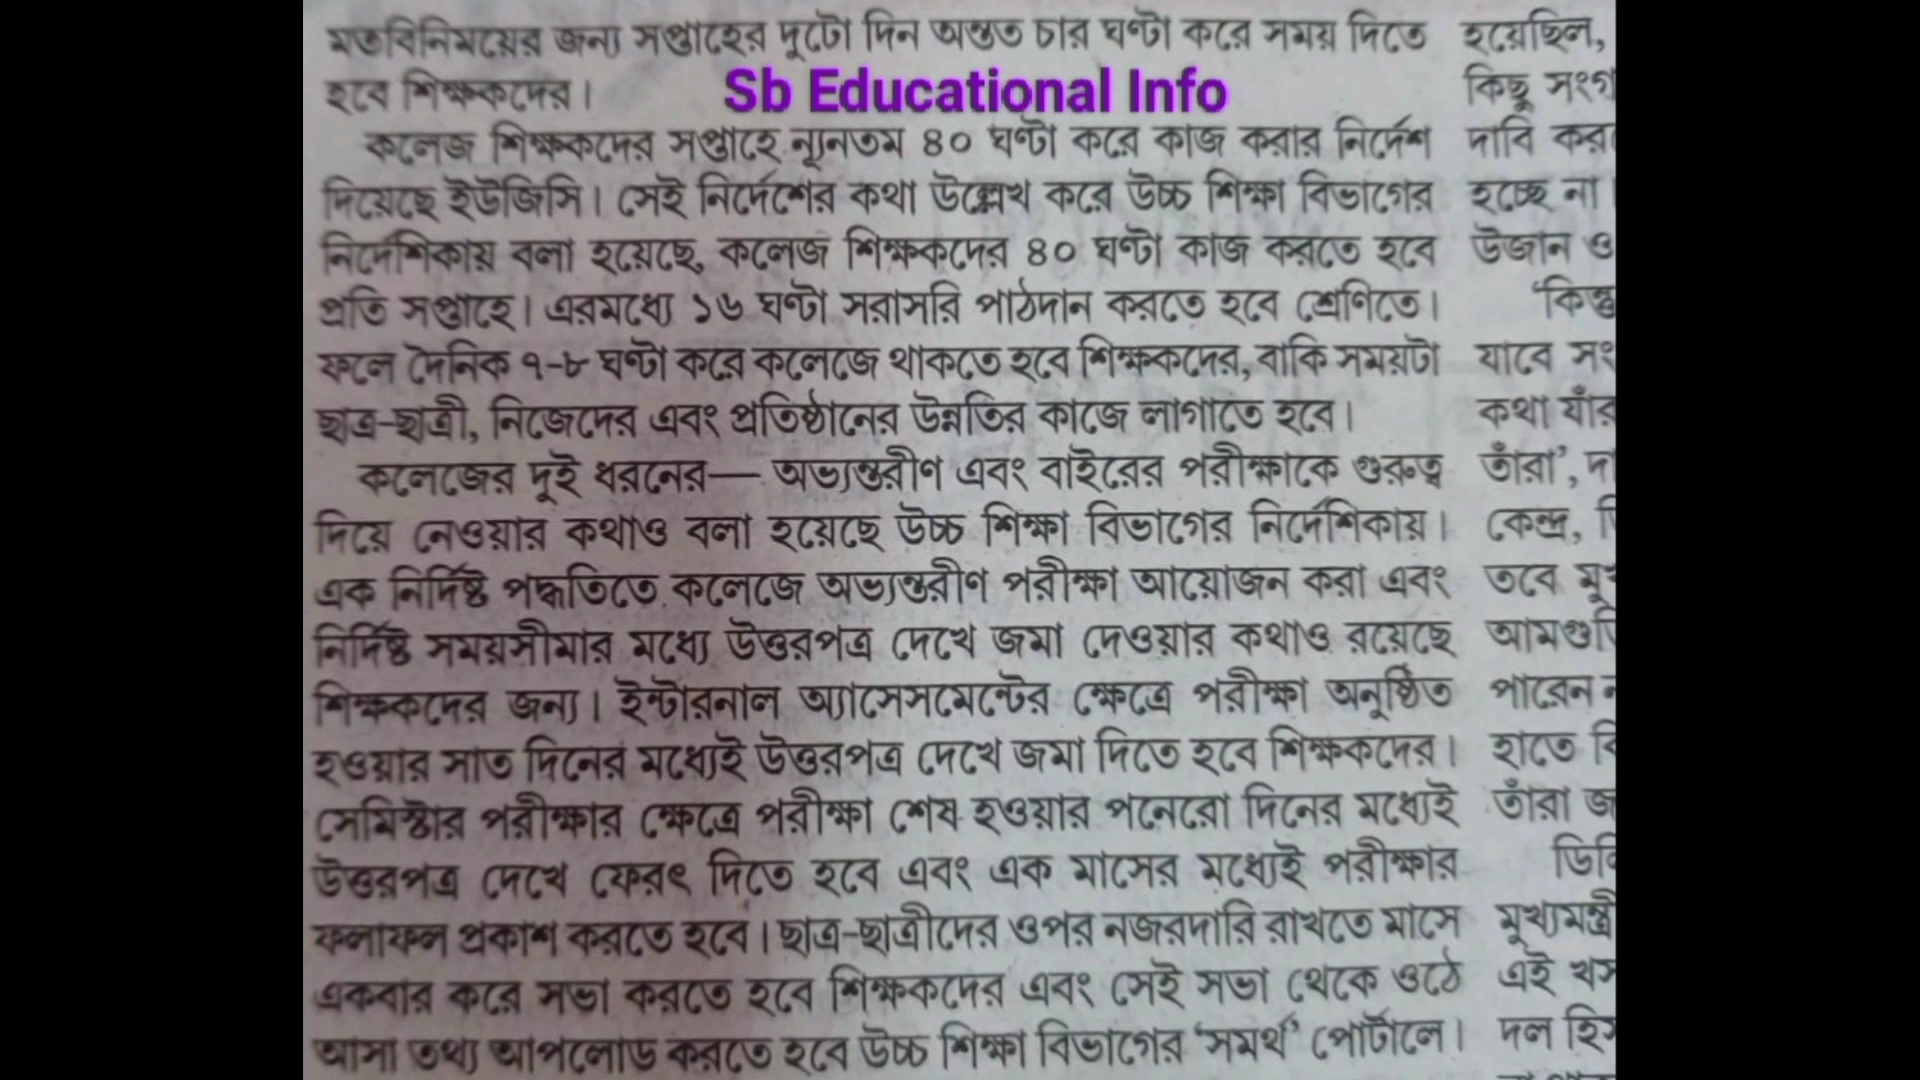 মতবিনিময়ের জন্য সপ্তাহের দুটো দিন অন্তত চার ঘণ্টা করে সময় দিতে
হবে শিক্ষকদের।
Sb Educational Info
কলেজ শিক্ষকদের সপ্তাহে ন্যূনতম ৪০ ঘণ্টা করে কাজ করার নির্দেশ
দিয়েছে ইউজিসি। সেই নির্দেশের কথা উল্লেখ করে উচ্চ শিক্ষা বিভাগের
নির্দেশিকায় বলা হয়েছে, কলেজ শিক্ষকদের ৪০ ঘণ্টা কাজ করতে হবে
প্রতি সপ্তাহে। এরমধ্যে ১৬ ঘণ্টা সরাসরি পাঠদান করতে হবে শ্রেণিতে।
ফলে দৈনিক ৭-৮ ঘণ্টা করে কলেজে থাকতে হবে শিক্ষকদের, বাকি সময়টা
ছাত্র-ছাত্রী, নিজেদের এবং প্রতিষ্ঠানের উন্নতির কাজে লাগাতে হবে।
কলেজের দুই ধরনের— অভ্যন্তরীণ এবং বাইরের পরীক্ষাকে গুরুত্ব
দিয়ে নেওয়ার কথাও বলা হয়েছে উচ্চ শিক্ষা বিভাগের নির্দেশিকায়।
এক নির্দিষ্ট পদ্ধতিতে কলেজে অভ্যন্তরীণ পরীক্ষা আয়োজন করা এবং
নির্দিষ্ট সময়সীমার মধ্যে উত্তরপত্র দেখে জমা দেওয়ার কথাও রয়েছে
শিক্ষকদের জন্য। ইন্টারনাল অ্যাসেসমেন্টের ক্ষেত্রে পরীক্ষা অনুষ্ঠিত
হওয়ার সাত দিনের মধ্যেই উত্তরপত্র দেখে জমা দিতে হবে শিক্ষকদের।
সেমিস্টার পরীক্ষার ক্ষেত্রে পরীক্ষা শেষ হওয়ার পনেরো দিনের মধ্যেই
উত্তরপত্র দেখে ফেরৎ দিতে হবে এবং এক মাসের মধ্যেই পরীক্ষার
ফলাফল প্রকাশ করতে হবে। ছাত্র-ছাত্রীদের ওপর নজরদারি রাখতে মাসে
একবার করে সভা করতে হবে শিক্ষকদের এবং সেই সভা থেকে ওঠে
আসা তথ্য আপলোড করতে হবে উচ্চ শিক্ষা বিভাগের 'সমর্থ' পোর্টালে।
হয়েছিল,
কিছু
দাবি
হচ্ছে না।
উজান ও
'কিন্তু
যাবে
কথা যাঁর
তাঁরা',
কেন্দ্র,
তবে
পারেন
হাতে
তাঁরা
মুখ্যমন্ত্রী
এই
দল